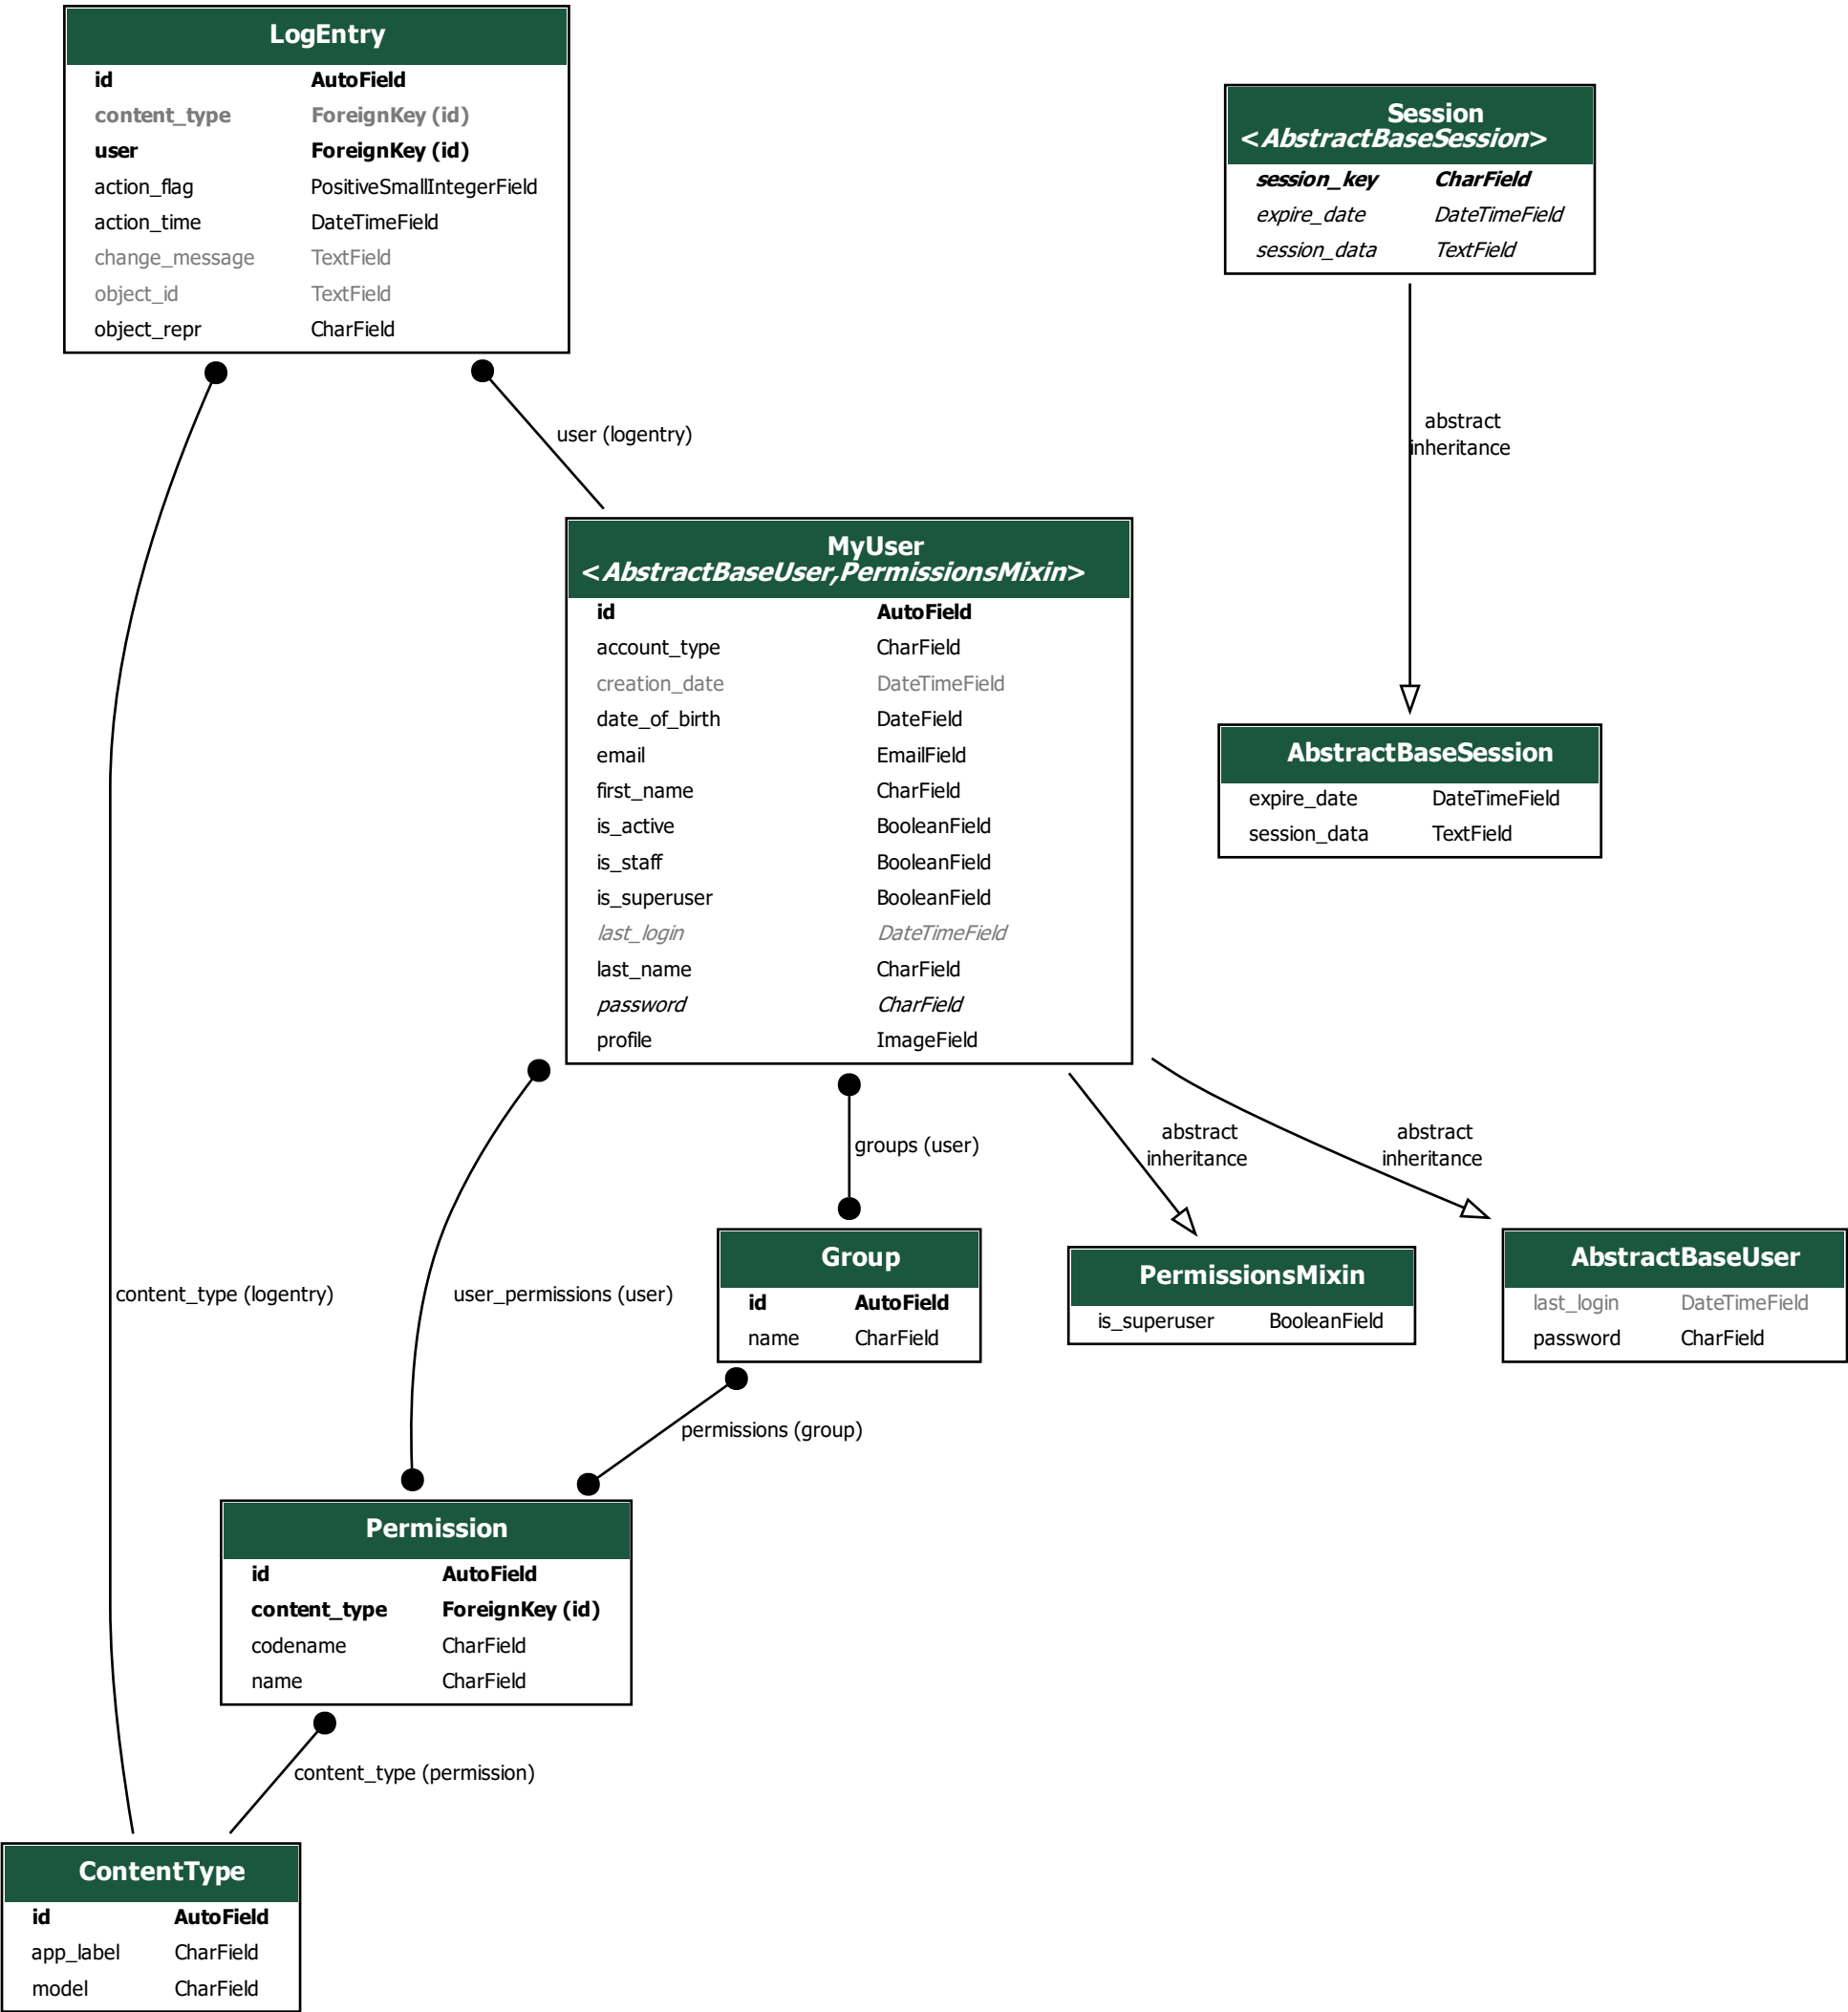 LogEntry
id AutoField
content_type ForeignKey (id)
user ForeignKey (id)
action_flag PositiveSmallIntegerField
action_time DateTimeField
change_message TextField
object_id TextField
object_repr CharField
Session
<AbstractBaseSession>
session_key CharField
expire_date DateTimeField
session_data TextField
user (logentry)
abstract
inheritance
MyUser
<AbstractBaseUser,PermissionsMixin>
id AutoField
account_type CharField
creation_date DateTimeField
date_of_birth DateField
email EmailField
first_name CharField
is_active BooleanField
is_staff BooleanField
is_superuser BooleanField
last_login DateTimeField
last_name CharField
password CharField
profile ImageField
AbstractBaseSession
expire_date DateTimeField
session_data TextField
groups (user)
abstract
inheritance
abstract
inheritance
content_type (logentry)
user_permissions (user)
Group
id AutoField
name CharField
PermissionsMixin
is_superuser BooleanField
AbstractBaseUser
last_login DateTimeField
password CharField
permissions (group)
Permission
id AutoField
content_type ForeignKey (id)
codename CharField
name CharField
content_type (permission)
ContentType
id AutoField
app_label CharField
model CharField